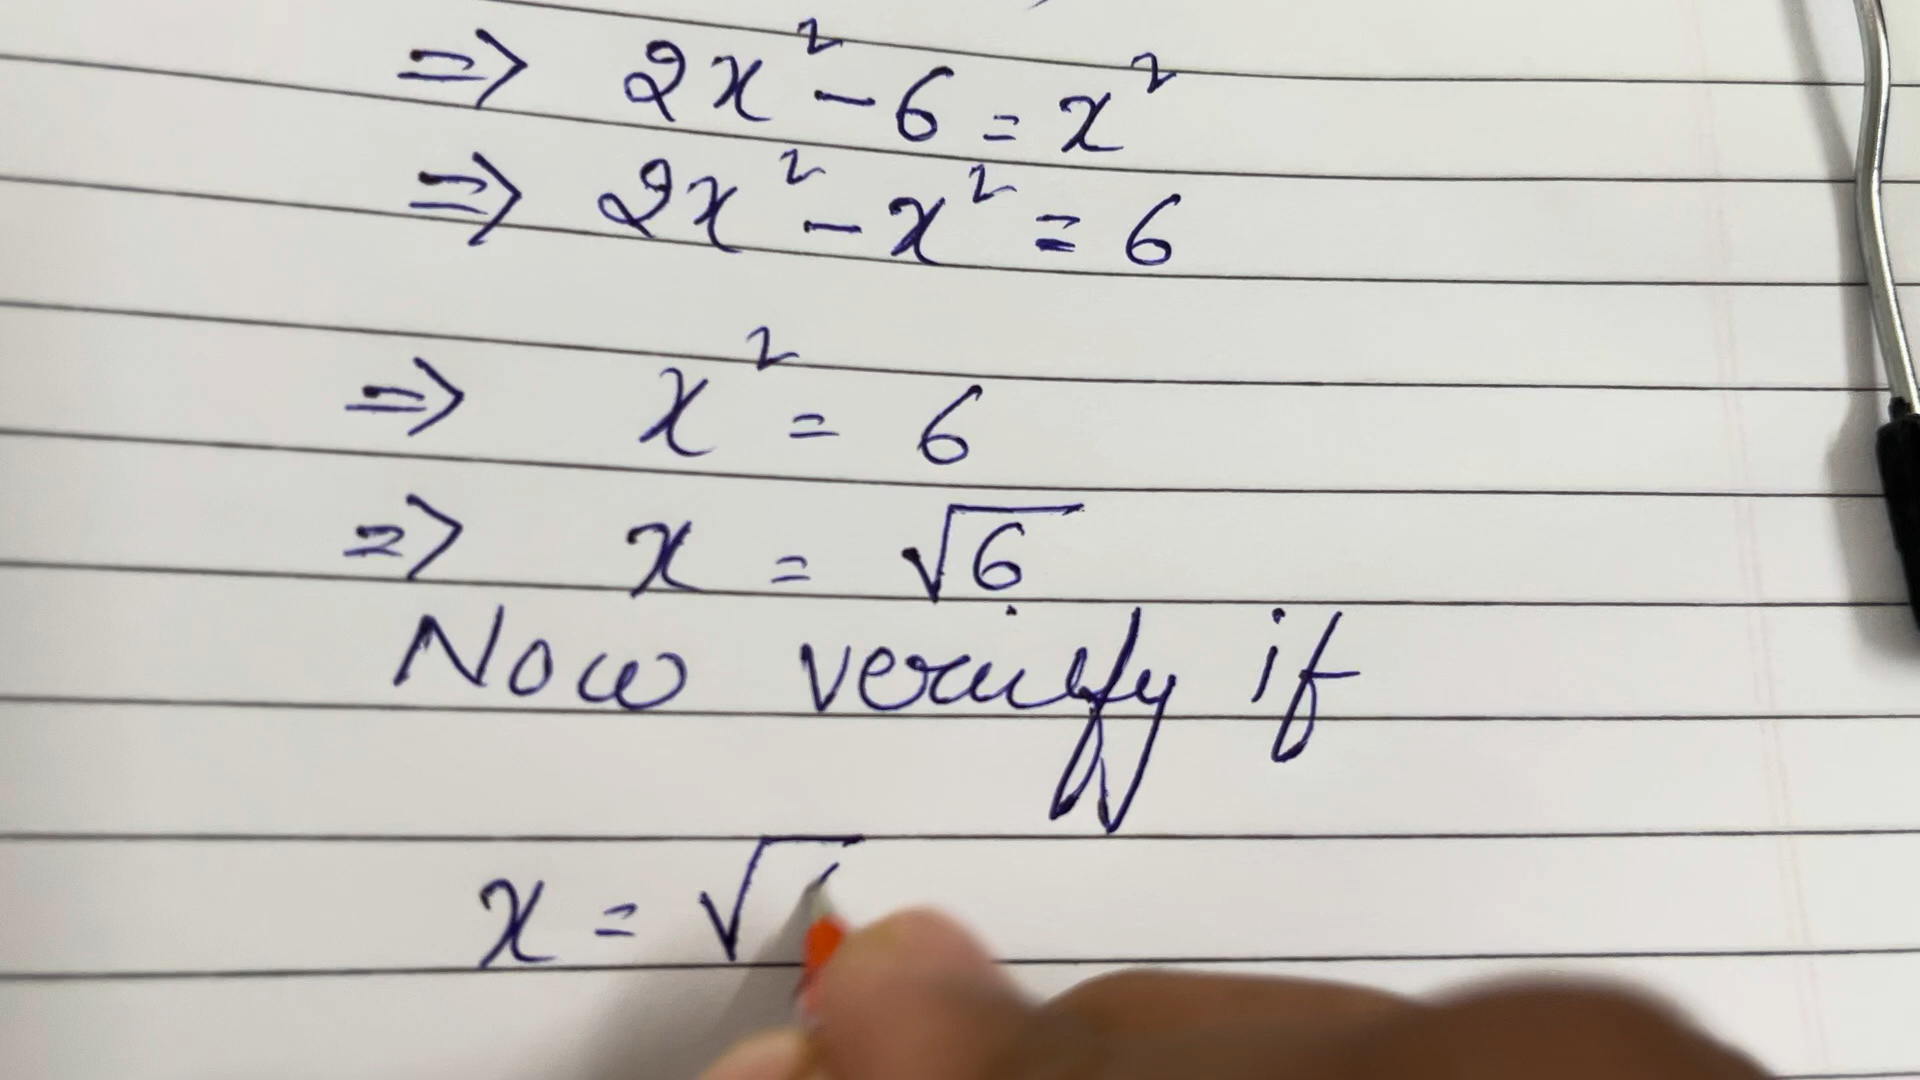 => 2x² - 6 = x²
=> 2x² - x² = 6
=> x² = 6
=> x = √6
Now verify if
x = √